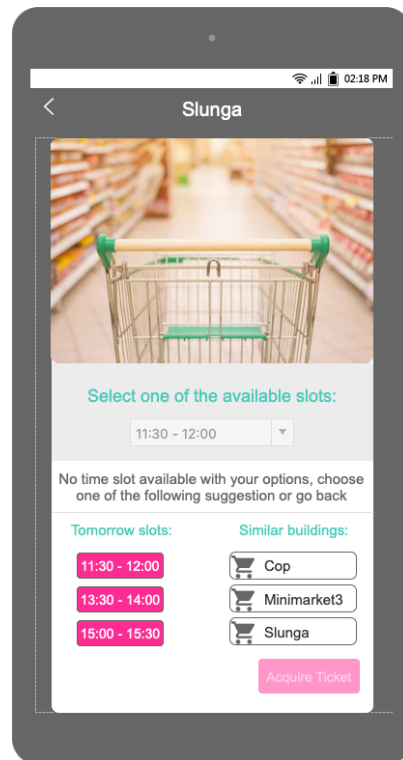 02:18 PM
Slunga
Select one of the available slots:
11:30 - 12:00
No time slot available with your options, choose
one of the following suggestion or go back
Tomorrow slots:
Similar buildings:
11:30 - 12:00
Cop
13:30 - 14:00
Minimarket3
15:00 - 15:30
Slunga
Acquire Ticket